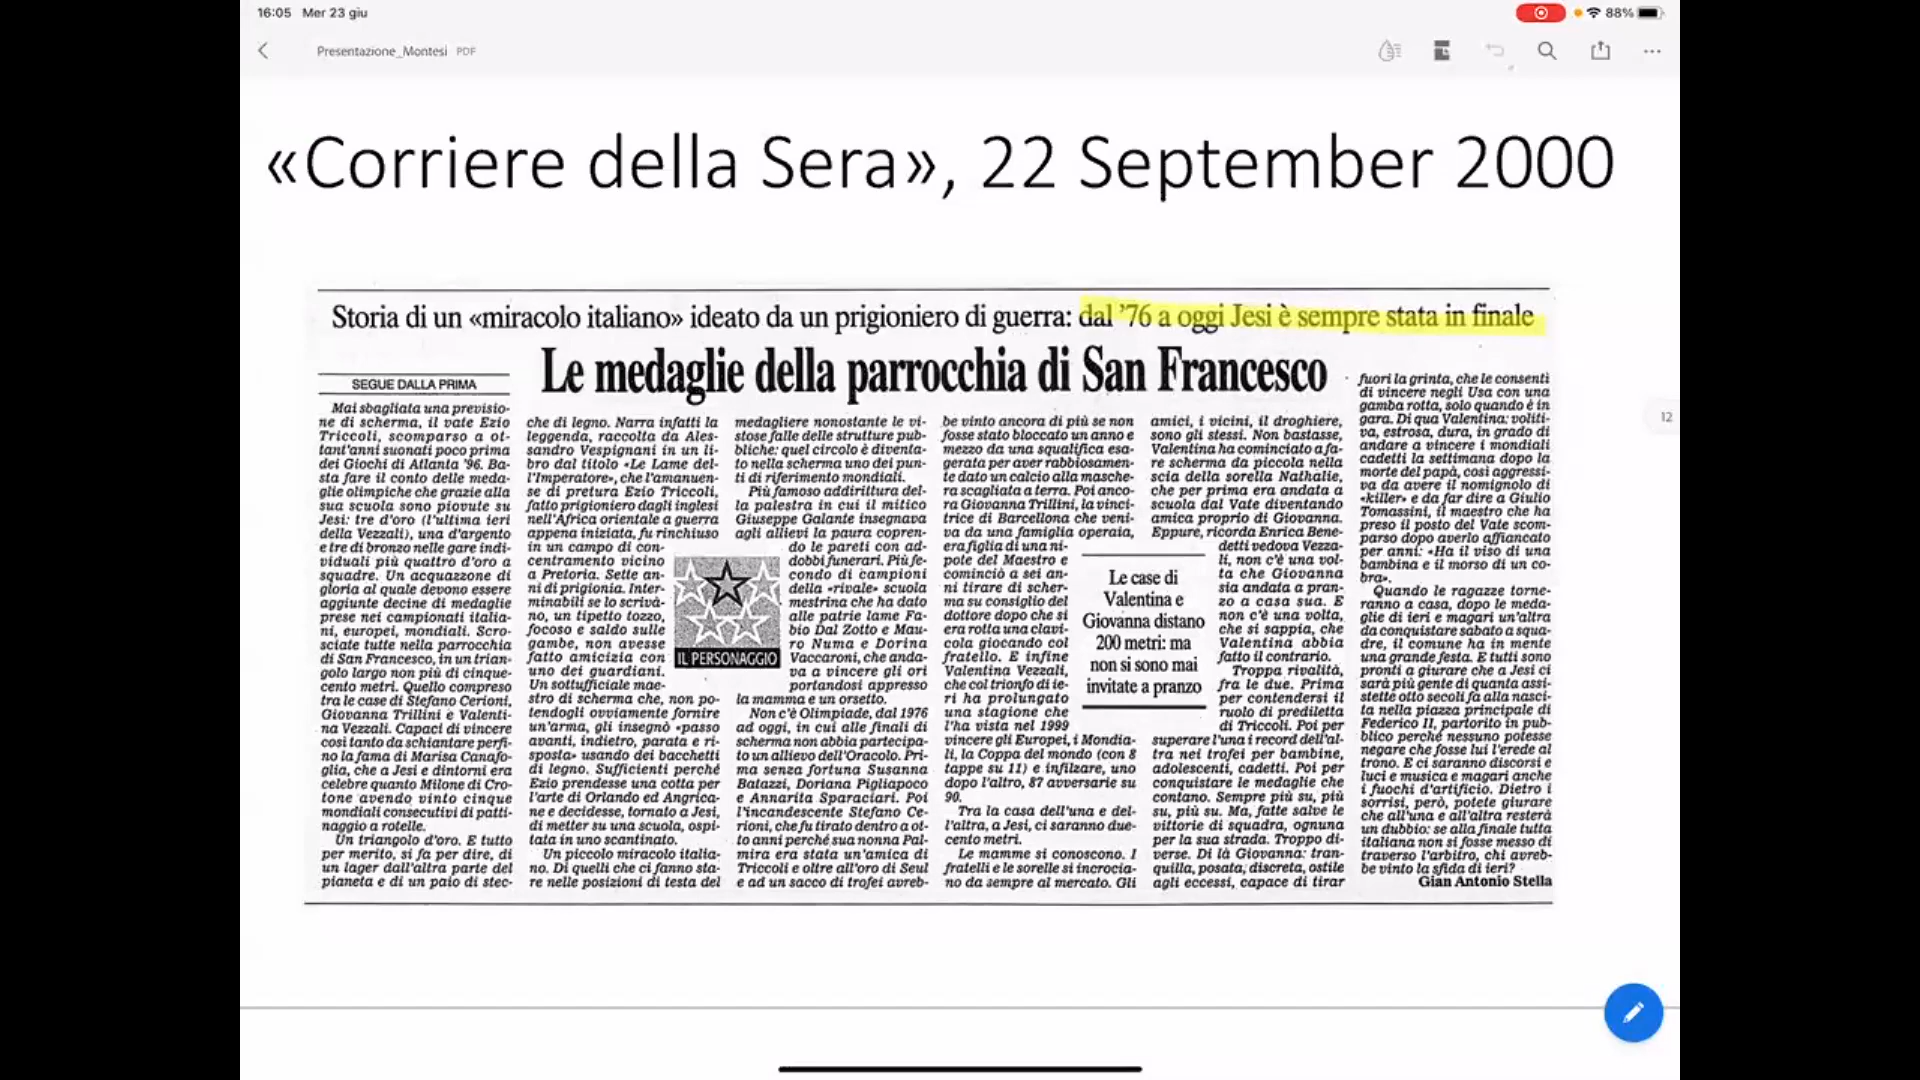 16:05 Mer 23 giu
88%
Presentazione_Montesi PDF
«Corriere della Sera», 22 September 2000
12
Storia di un «miracolo italiano» ideato da un prigioniero di guerra: dal ’76 a oggi Jesi è sempre stata in finale
Le medaglie della parrocchia di San Francesco
SEGUE DALLA PRIMA
Mai sbagliata una previsio-
ne di scherma, il vate Ezio
Triccoli, scomparso a ot-
tant'anni suonati poco prima
dei Giochi di Atlanta '96. Ba-
sta fare il conto delle meda-
glie olimpiche che grazie alla
sua scuola sono piovute su
Jesi: tre d'oro (l'ultima ieri
della Vezzali), una d'argento
e tre di bronzo nelle gare indi-
viduali più quattro d'oro a
squadre. Un acquazzone di
gloria al quale devono essere
aggiunte decine di medaglie
prese nei campionati italia-
ni, europei, mondiali. Scro-
sciate tutte nella parrocchia
di San Francesco, in un trian-
golo largo non più di cinque-
cento metri. Quello compreso
tra le case di Stefano Cerioni,
Giovanna Trillini e Valenti-
na Vezzali. Capaci di vincere
così tanto da schiantare perfi-
no la fama di Marisa Canafo-
glia, che a Jesi e dintorni era
celebre quanto Milone di Cro-
tone avendo vinto cinque
mondiali consecutivi di patti-
naggio a rotelle.
Un triangolo d'oro. E tutto
per merito, si fa per dire, di
un lager dall'altra parte del
pianeta e di un paio di stec-
che di legno. Narra infatti la
leggenda, raccolta da Ales-
sandro Vespignani in un li-
bro dal titolo «Le Lame del-
l'Imperatore», che l'amanuen-
se di pretura Ezio Triccoli,
fatto prigioniero dagli inglesi
nell'Africa orientale a guerra
appena iniziata, fu rinchiuso
in un campo di con-
centramento vicino
a Pretoria. Sette an-
ni di prigionia. Inter-
minabili se lo scriva-
no, un tipetto tozzo,
focoso e saldo sulle
gambe, non avesse
fatto amicizia con
uno dei guardiani.
Un sottufficiale mae-
stro di scherma che, non po-
tendogli ovviamente fornire
un'arma, gli insegnò «passo
avanti, indietro, parata e ri-
sposta» usando dei bacchetti
di legno. Sufficienti perché
Ezio prendesse una cotta per
l'arte di Orlando ed Angrica-
ne e decidesse, tornato a Jesi,
di metter su una scuola, ospi-
tata in uno scantinato.
Un piccolo miracolo italia-
no. Di quelli che ci fanno sta-
re nelle posizioni di testa del
IL PERSONAGGIO
medagliere nonostante le vi-
stose falle delle strutture pub-
bliche: quel circolo è diventa-
to nella scherma uno dei pun-
ti di riferimento mondiali.
Più famoso addirittura del-
la palestra in cui il mitico
Giuseppe Galante insegnava
agli allievi la paura copren-
do le pareti con ad-
dobbi funerari. Più fe-
condo di campioni
della «rivale» scuola
mestrina che ha dato
alle patrie lame Fa-
bio Dal Zotto e Mau-
ro Numa e Dorina
Vaccaroni, che anda-
va a vincere gli ori
portandosi appresso
la mamma e un orsetto.
Non c'è Olimpiade, dal 1976
ad oggi, in cui alle finali di
scherma non abbia partecipa-
to un allievo dell'Oracolo. Pri-
ma senza fortuna Susanna
Batazzi, Doriana Pigliapoco
e Annarita Sparaciari. Poi
l'incandescente Stefano Ce-
rioni, che fu tirato dentro a ot-
to anni perché sua nonna Pal-
mira era stata un'amica di
Triccoli e oltre all'oro di Seul
e ad un sacco di trofei avreb-
be vinto ancora di più se non
fosse stato bloccato un anno e
mezzo da una squalifica esa-
gerata per aver rabbiosamen-
te dato un calcio alla masche-
ra scagliata a terra. Poi anco-
ra Giovanna Trillini, la vinci-
trice di Barcellona che veni-
va da una famiglia operaia,
era figlia di una ni-
pote del Maestro e
cominciò a sei an-
ni tirare di scher-
ma su consiglio del
dottore dopo che si
era rotta una clavi-
cola giocando col
fratello. E infine
Valentina Vezzali,
che col trionfo di ie-
ri ha prolungato
una stagione che
l'ha vista nel 1999
vincere gli Europei, i Mondia-
li, la Coppa del mondo (con 8
tappe su 11) e infilzare, uno
dopo l'altro, 87 avversarie su
90.
Tra la casa dell'una e del-
l'altra, a Jesi, ci saranno due-
cento metri.
Le mamme si conoscono. I
fratelli e le sorelle si incrocia-
no da sempre al mercato. Gli
Le case di
Valentina e
Giovanna distano
200 metri: ma
non si sono mai
invitate a pranzo
amici, i vicini, il droghiere,
sono gli stessi. Non bastasse,
Valentina ha cominciato a fa-
re scherma da piccola nella
scia della sorella Nathalie,
che per prima era andata a
scuola dal Vate diventando
amica proprio di Giovanna.
Eppure, ricorda Enrica Bene-
detti vedova Vezza-
li, non c'è una vol-
ta che Giovanna
sia andata a pran-
zo a casa sua. E
non c'è una volta,
che si sappia, che
Valentina abbia
fatto il contrario.
Troppa rivalità,
fra le due. Prima
per contendersi il
ruolo di prediletta
di Triccoli. Poi per
superare l'una i record dell'al-
tra nei trofei per bambine,
adolescenti, cadetti. Poi per
conquistare le medaglie che
contano. Sempre più su, più
su, più su. Ma, fatte salve le
vittorie di squadra, ognuna
per la sua strada. Troppo di-
verse. Di là Giovanna: tran-
quilla, posata, discreta, ostile
agli eccessi, capace di tirar
fuori la grinta, che le consentì
di vincere negli Usa con una
gamba rotta, solo quando è in
gara. Di qua Valentina: voliti-
va, estrosa, dura, in grado di
andare a vincere i mondiali
cadetti la settimana dopo la
morte del papà, così aggressi-
va da avere il nomignolo di
«killer» e da far dire a Giulio
Tomassini, il maestro che ha
preso il posto del Vate scom-
parso dopo averlo affiancato
per anni: «Ha il viso di una
bambina e il morso di un co-
bra».
Quando le ragazze torne-
ranno a casa, dopo le meda-
glie di ieri e magari un'altra
da conquistare sabato a squa-
dre, il comune ha in mente
una grande festa. E tutti sono
pronti a giurare che a Jesi ci
sarà più gente di quanta assi-
stette otto secoli fa alla nasci-
ta nella piazza principale di
Federico II, partorito in pub-
blico perché nessuno potesse
negare che fosse lui l'erede al
trono. E ci saranno discorsi e
luci e musica e magari anche
i fuochi d'artificio. Dietro i
sorrisi, però, potete giurare
che all'una e all'altra resterà
un dubbio: se alla finale tutta
italiana non si fosse messo di
traverso l'arbitro, chi avreb-
be vinto la sfida di ieri?
Gian Antonio Stella